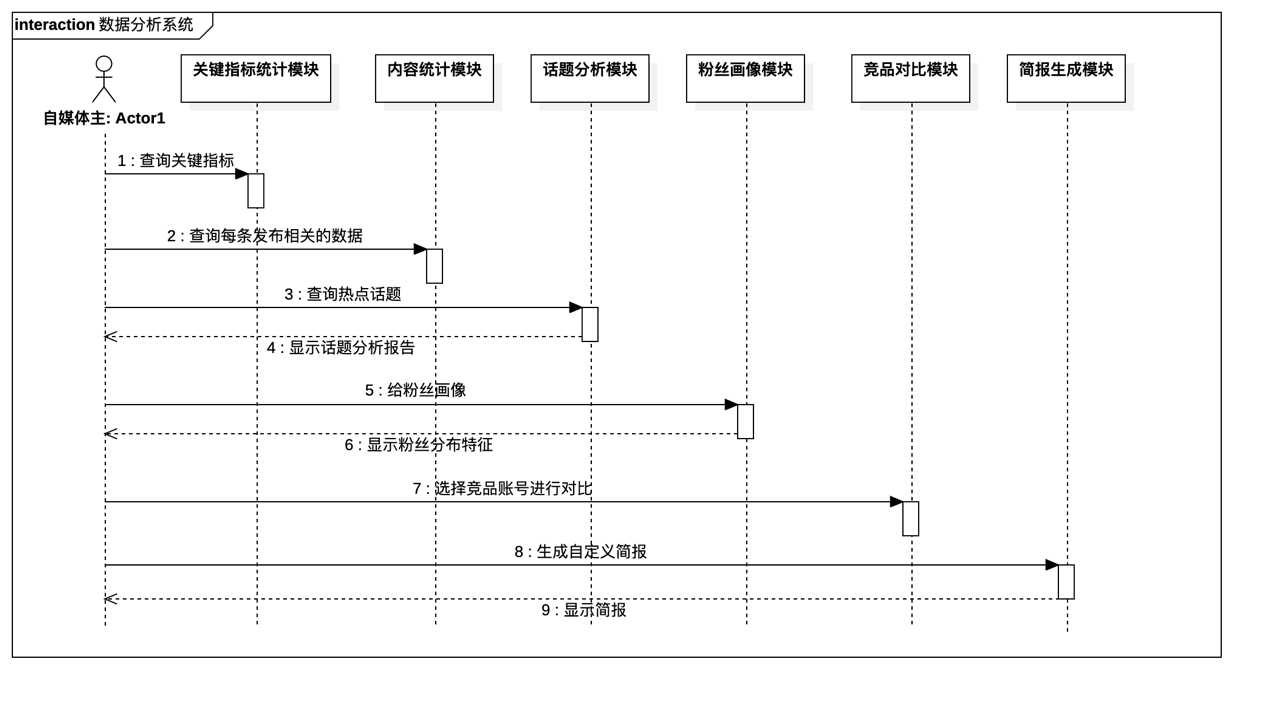 interaction 数据分析系统
关键指标统计模块
内容统计模块
话题分析模块
粉丝画像模块
竞品对比模块
简报生成模块
自媒体主: Actor1
1 : 查询关键指标
2 : 查询每条发布相关的数据
3 : 查询热点话题
4 : 显示话题分析报告
5 : 给粉丝画像
6 : 显示粉丝分布特征
7 : 选择竞品账号进行对比
8 : 生成自定义简报
9 : 显示简报